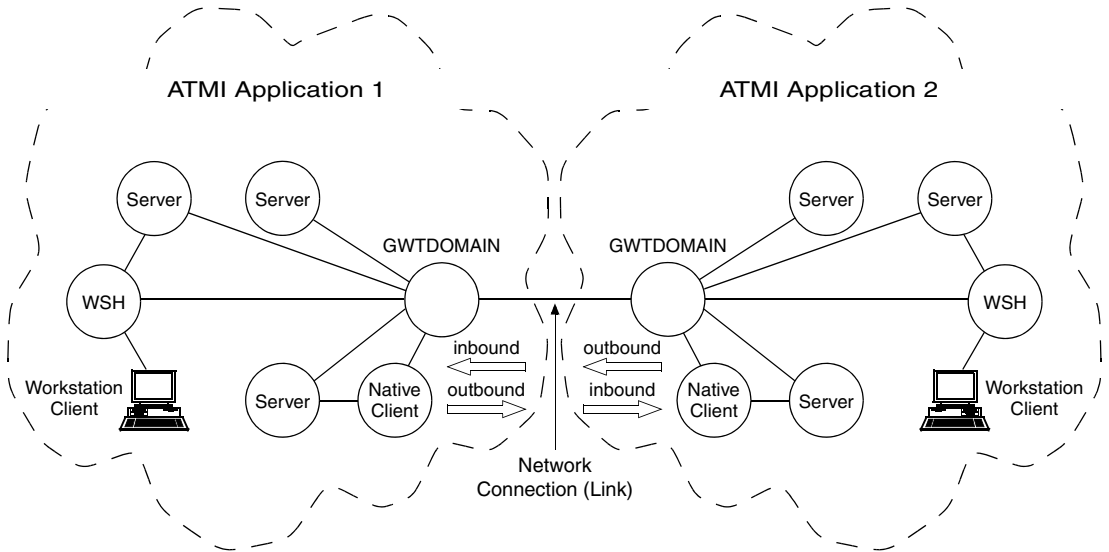 ATMI Application 1
ATMI Application 2
Server
Server
Server
Server
GWTDOMAIN
GWTDOMAIN
WSH
WSH
inbound
outbound
outbound
inbound
Workstation
Client
Server
Native
Client
Native
Client
Server
Workstation
Client
Network
Connection (Link)